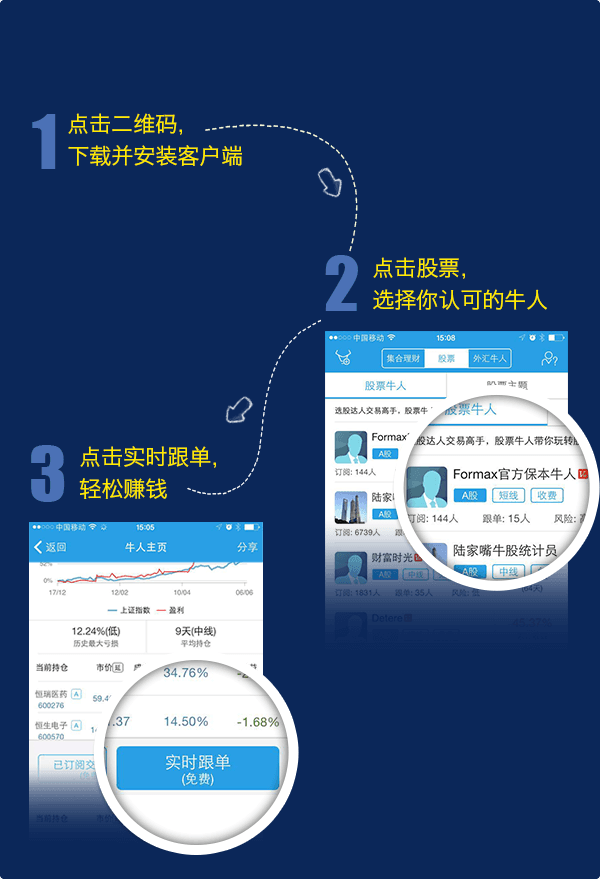 1
点击二维码，
下载并安装客户端
2
点击股票，
选择你认可的牛人
中国移动 15:08
集合理财 股票 外汇牛人
股票牛人 股票主题
选股达人交易高手，股票牛
Formax
A股
订阅: 144人
陆家
A股
订阅: 6739人
财富时光
A股 中线
订阅: 1831人 跟单: 35人
股票牛人
股达人交易高手，股票牛人带你玩转股
Formax官方保本牛人
A股 短线 收费
订阅: 144人 跟单: 15人 风险:
陆家嘴牛股统计员
A股 中线
3
点击实时跟单，
轻松赚钱
中国移动 15:05
返回 牛人主页 分享
52%
0%
17/12 12/02 10/04 06/06
上证指数 盈利
12.24%(低) 9天(中线)
历史最大亏损 平均持仓
当前持仓 市价 延
恒瑞医药 A 59.4
600276
恒生电子 A
600570
已订阅交
当前持仓 市价
34.76%
.37 14.50% -1.68%
实时跟单
(免费)